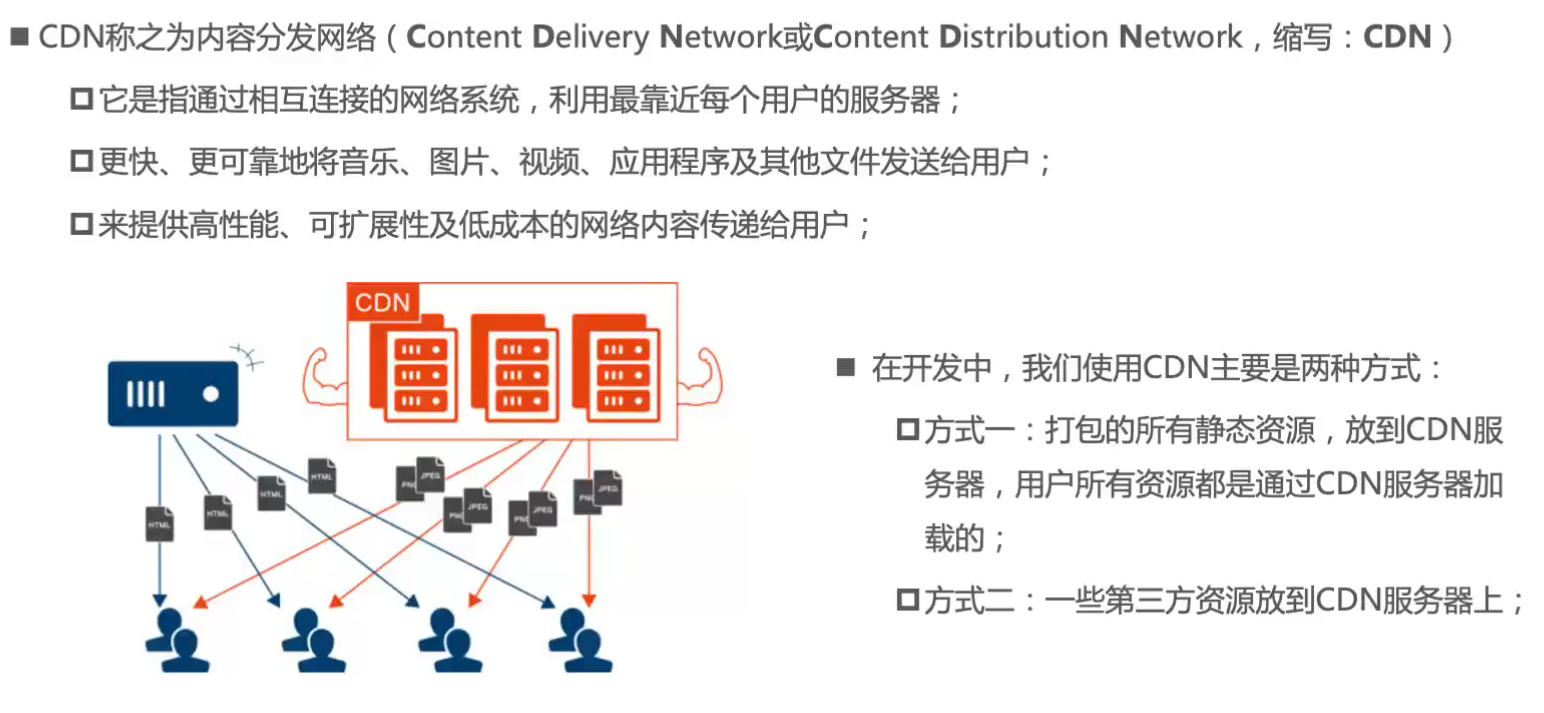 CDN称之为内容分发网络（Content Delivery Network或Content Distribution Network，缩写：CDN）
它是指通过相互连接的网络系统，利用最靠近每个用户的服务器；
更快、更可靠地将音乐、图片、视频、应用程序及其他文件发送给用户；
来提供高性能、可扩展性及低成本的网络内容传递给用户；
CDN
HTML
HTML
HTML
HTML
PNG
JPEG
PNG
JPEG
PNG
JPEG
PNG
JPEG
在开发中，我们使用CDN主要是两种方式：
方式一：打包的所有静态资源，放到CDN服
务器，用户所有资源都是通过CDN服务器加
载的；
方式二：一些第三方资源放到CDN服务器上；